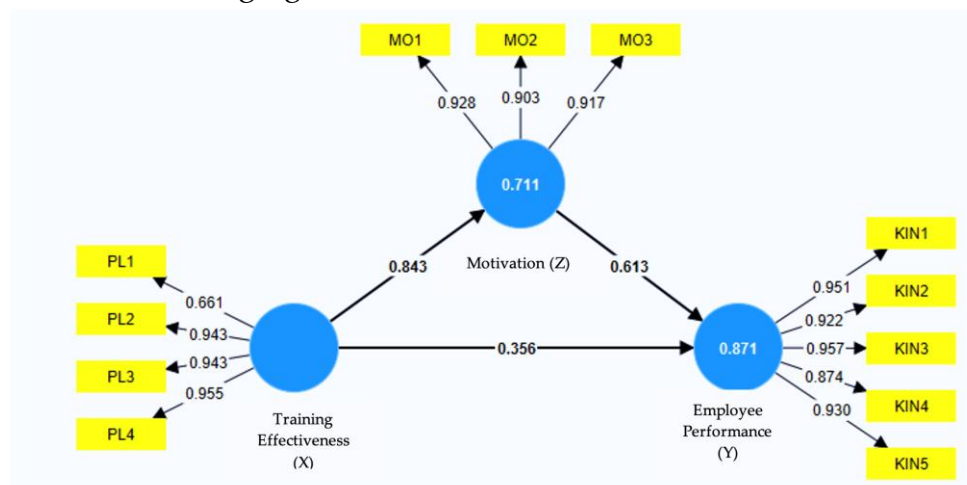 MO1
MO2
MO3
0.928
0.903
0.917
0.711
Motivation (Z)
0.843
0.613
PL1
PL2
PL3
PL4
0.661
0.943
0.943
0.955
0.356
Training
Effectiveness
(X)
0.871
Employee
Performance
(Y)
0.951
0.922
0.957
0.874
0.930
KIN1
KIN2
KIN3
KIN4
KIN5